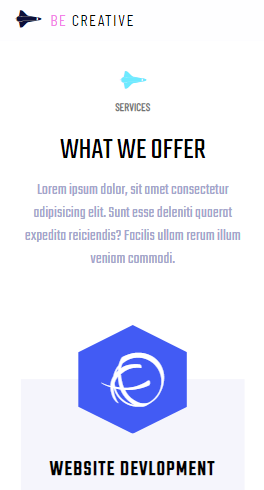 BE CREATIVE
SERVICES
WHAT WE OFFER
Lorem ipsum dolor, sit amet consectetur
adipisicing elit. Sunt esse deleniti quaerat
expedita reiciendis? Facilis ullam rerum illum
veniam commodi.
WEBSITE DEVLOPMENT